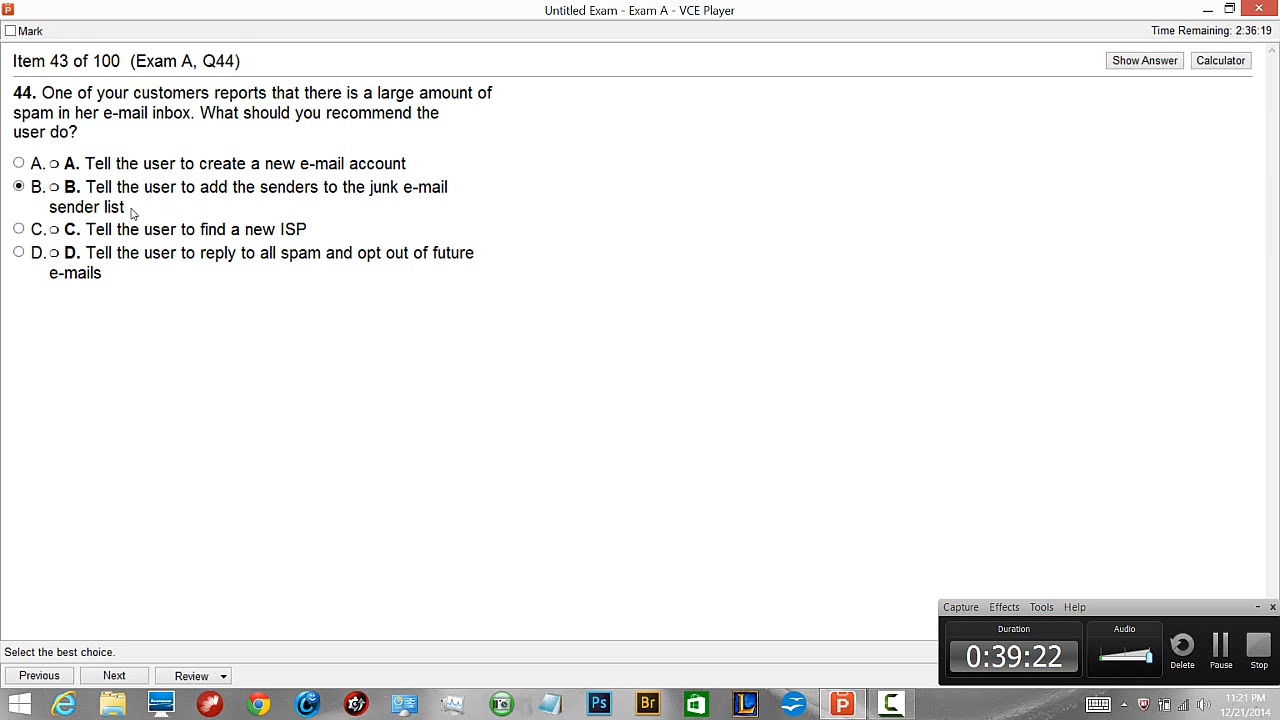 Untitled Exam - Exam A - VCE Player
Mark
Time Remaining: 2:36:19
Item 43 of 100 (Exam A, Q44)
Show Answer
Calculator
44. One of your customers reports that there is a large amount of
spam in her e-mail inbox. What should you recommend the
user do?
A. A. Tell the user to create a new e-mail account
B. B. Tell the user to add the senders to the junk e-mail
sender list
C. C. Tell the user to find a new ISP
D. D. Tell the user to reply to all spam and opt out of future
e-mails
Capture Effects Tools Help
Duration
Audio
0:39:22
Delete
Pause
Stop
Select the best choice.
Previous
Next
Review
Ps
Br
L
11:21 PM
12/21/2014